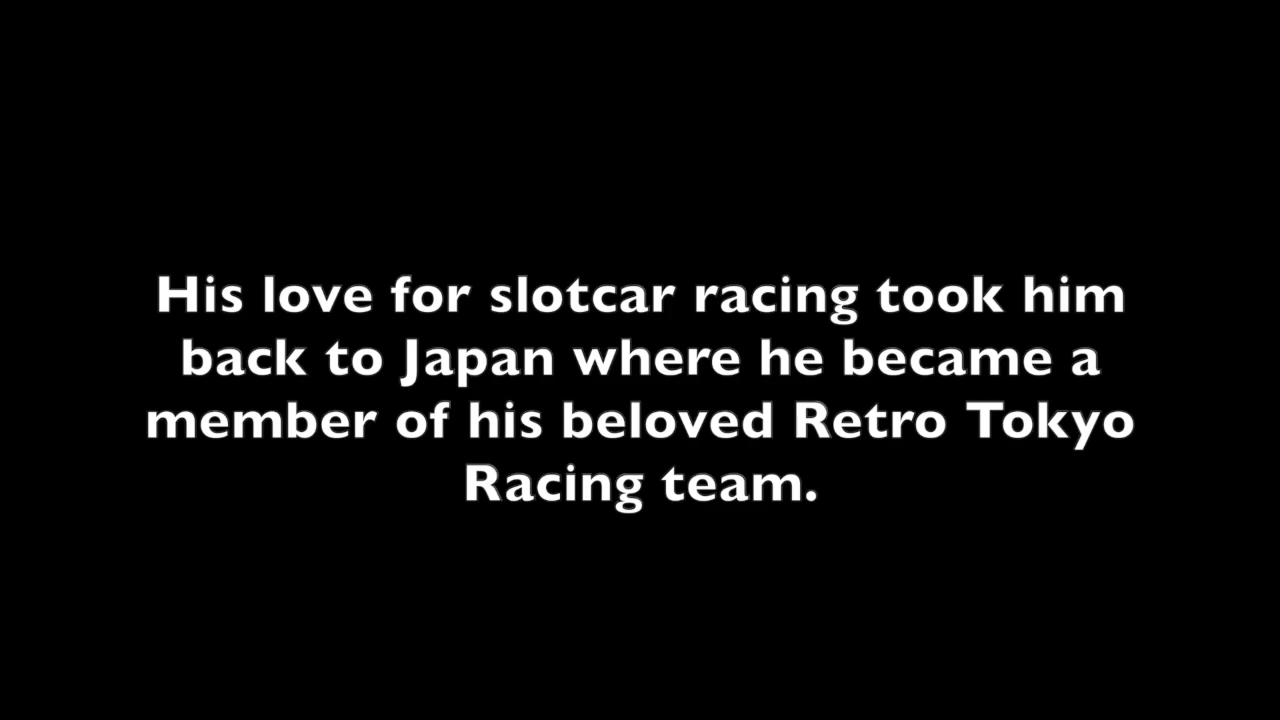 His love for slotcar racing took him
back to Japan where he became a
member of his beloved Retro Tokyo
Racing team.